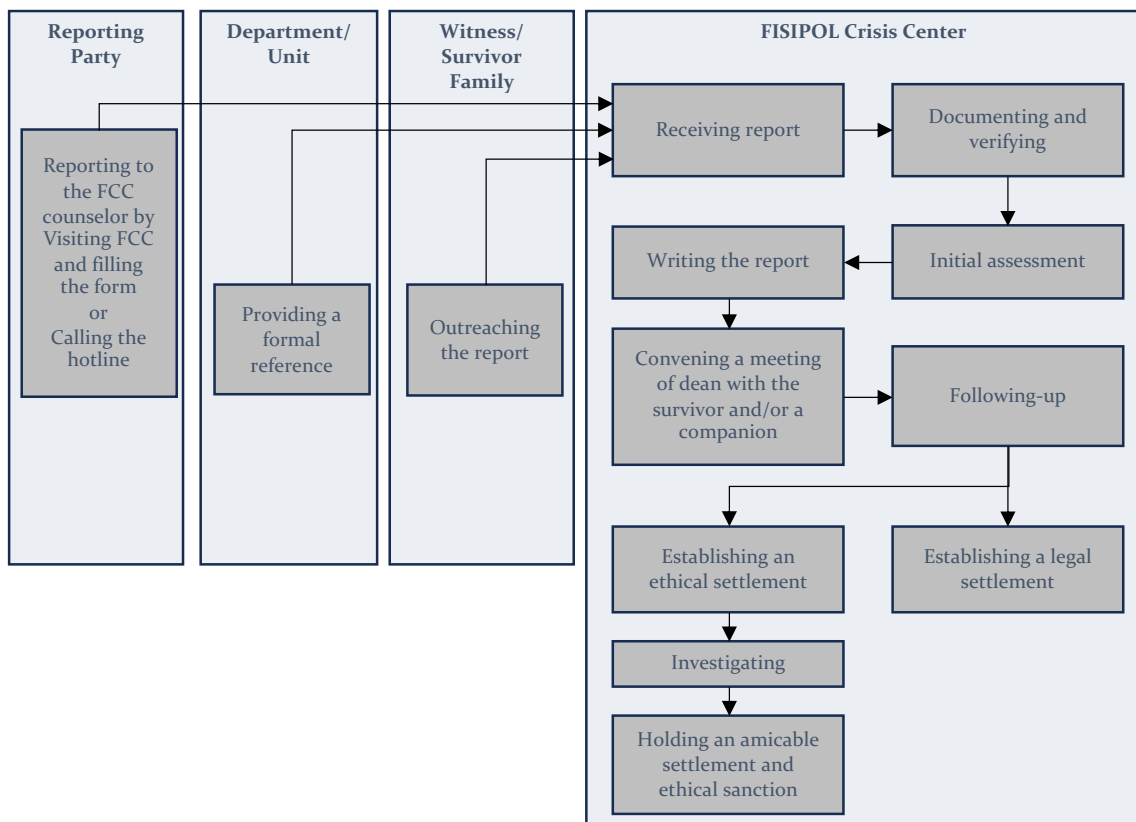 Reporting
Party
Department/
Unit
Witness/
Survivor
Family
FISIPOL Crisis Center
Reporting to
the FCC
counselor by
Visiting FCC
and filling
the form
or
Calling the
hotline
Providing a
formal
reference
Outreaching
the report
Receiving report
Documenting and
verifying
Initial assessment
Writing the report
Convening a meeting
of dean with the
survivor and/or a
companion
Following-up
Establishing an
ethical settlement
Establishing a legal
settlement
Investigating
Holding an amicable
settlement and
ethical sanction